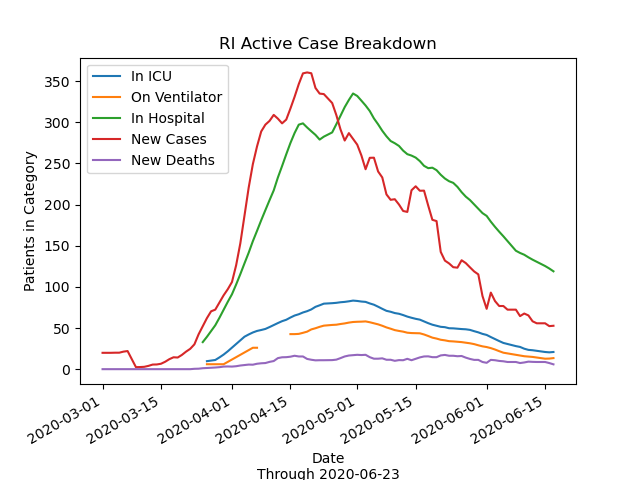 RI Active Case Breakdown
In ICU
On Ventilator
In Hospital
New Cases
New Deaths
Patients in Category
350
300
250
200
150
100
50
0
2020-03-01
2020-03-15
2020-04-01
2020-04-15
2020-05-01
2020-05-15
2020-06-01
2020-06-15
Date
Through 2020-06-23